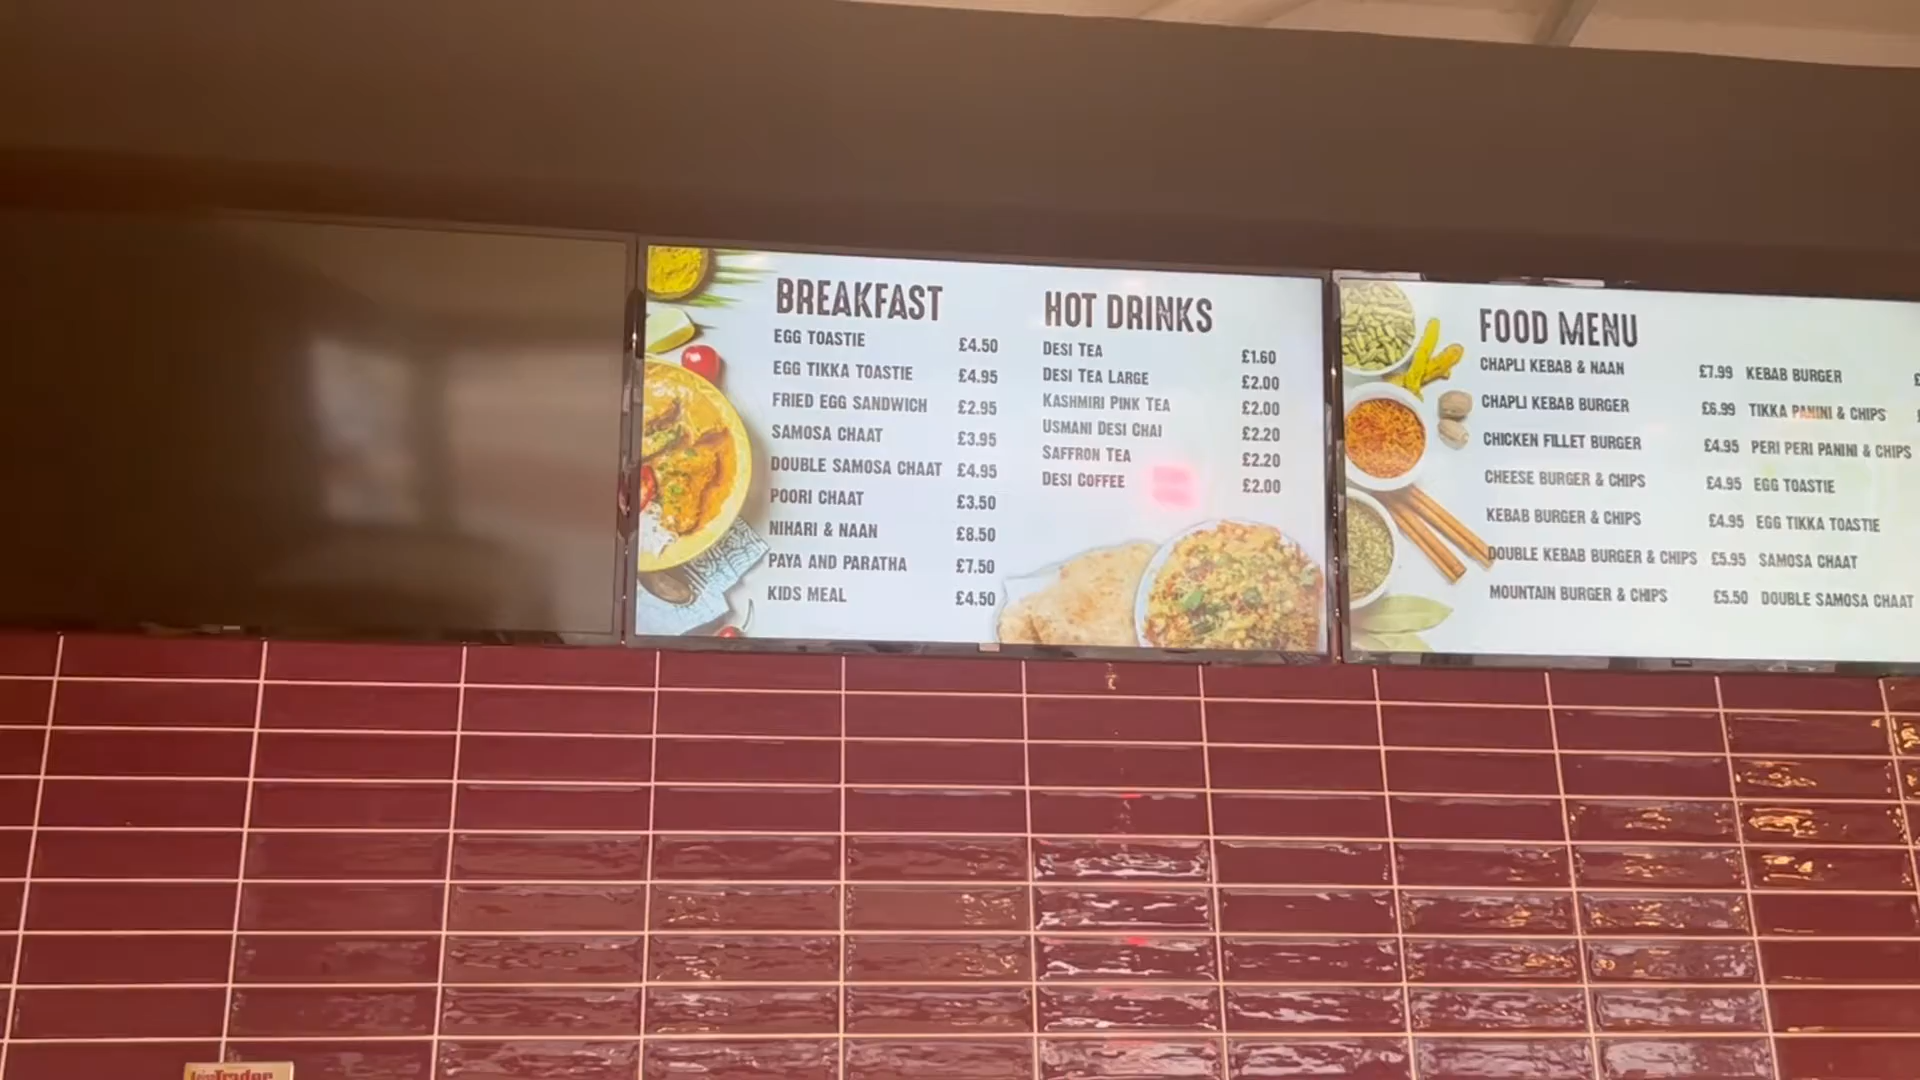 BREAKFAST
EGG TOASTIE £4.50
EGG TIKKA TOASTIE £4.95
FRIED EGG SANDWICH £2.95
SAMOSA CHAAT £3.95
DOUBLE SAMOSA CHAAT £4.95
POORI CHAAT £3.50
NIHARI & NAAN £8.50
PAYA AND PARATHA £7.50
KIDS MEAL £4.50
HOT DRINKS
DESI TEA £1.60
DESI TEA LARGE £2.00
KASHMIRI PINK TEA £2.00
USMANI DESI CHAI £2.20
SAFFRON TEA £2.20
DESI COFFEE £2.00
FOOD MENU
CHAPLI KEBAB & NAAN £7.99
CHAPLI KEBAB BURGER £6.99
CHICKEN FILLET BURGER £4.95
CHEESE BURGER & CHIPS £4.95
KEBAB BURGER & CHIPS £4.95
DOUBLE KEBAB BURGER & CHIPS £5.95
MOUNTAIN BURGER & CHIPS £5.50
KEBAB BURGER £
TIKKA PANINI & CHIPS
PERI PERI PANINI & CHIPS
EGG TOASTIE
EGG TIKKA TOASTIE
SAMOSA CHAAT
DOUBLE SAMOSA CHAAT